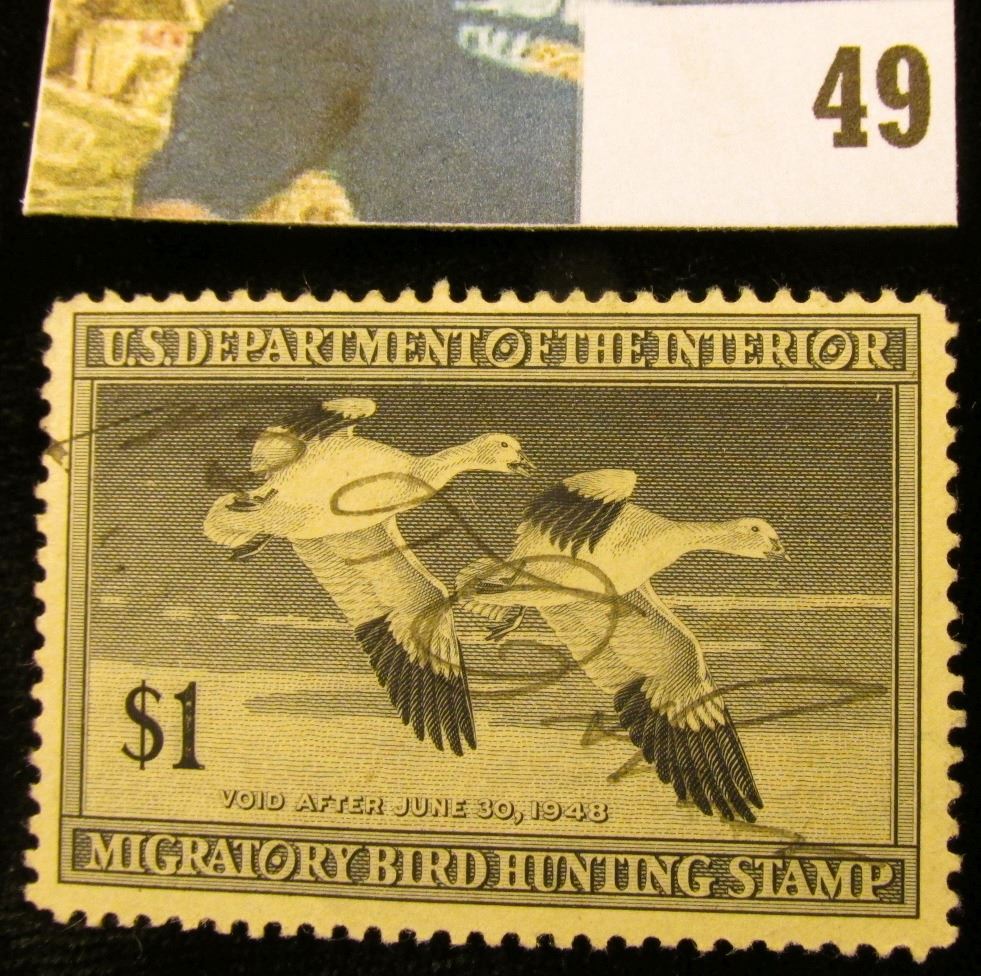 49
U.S. DEPARTMENT OF THE INTERIOR
$1
VOID AFTER JUNE 30, 1948
MIGRATORY BIRD HUNTING STAMP